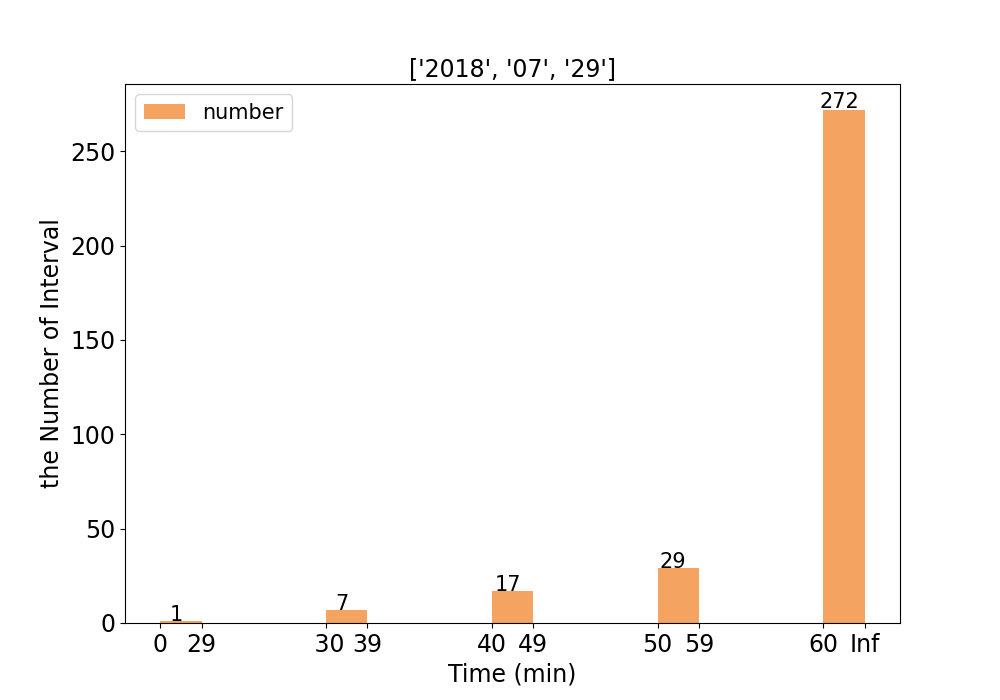 ['2018', '07', '29']
number
272
250
200
150
100
50
0
the Number of Interval
29
17
7
1
0 29 30 39 40 49 50 59 60 Inf
Time (min)